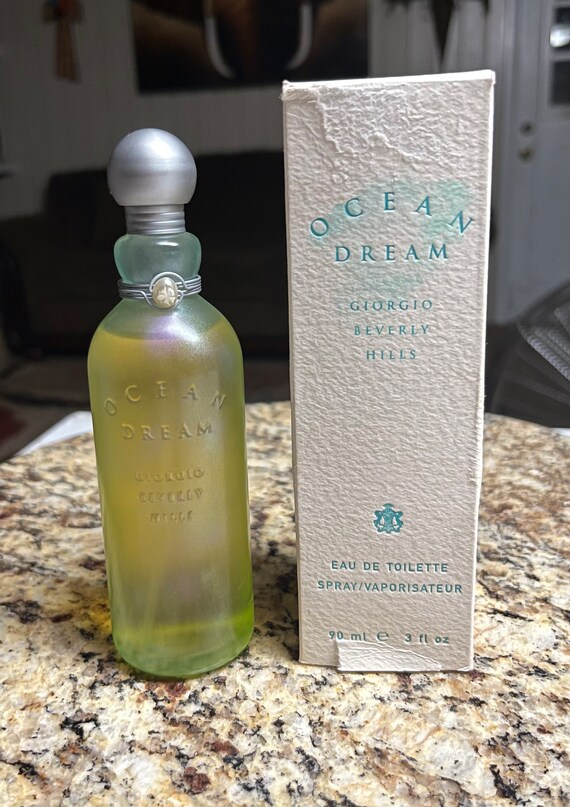 OCEAN
DREAM
GIORGIO
BEVERLY
HILLS
OCEAN
DREAM
GIORGIO
BEVERLY
HILLS
EAU DE TOILETTE
SPRAY/VAPORISATEUR
90 ml ℮ 3 fl oz